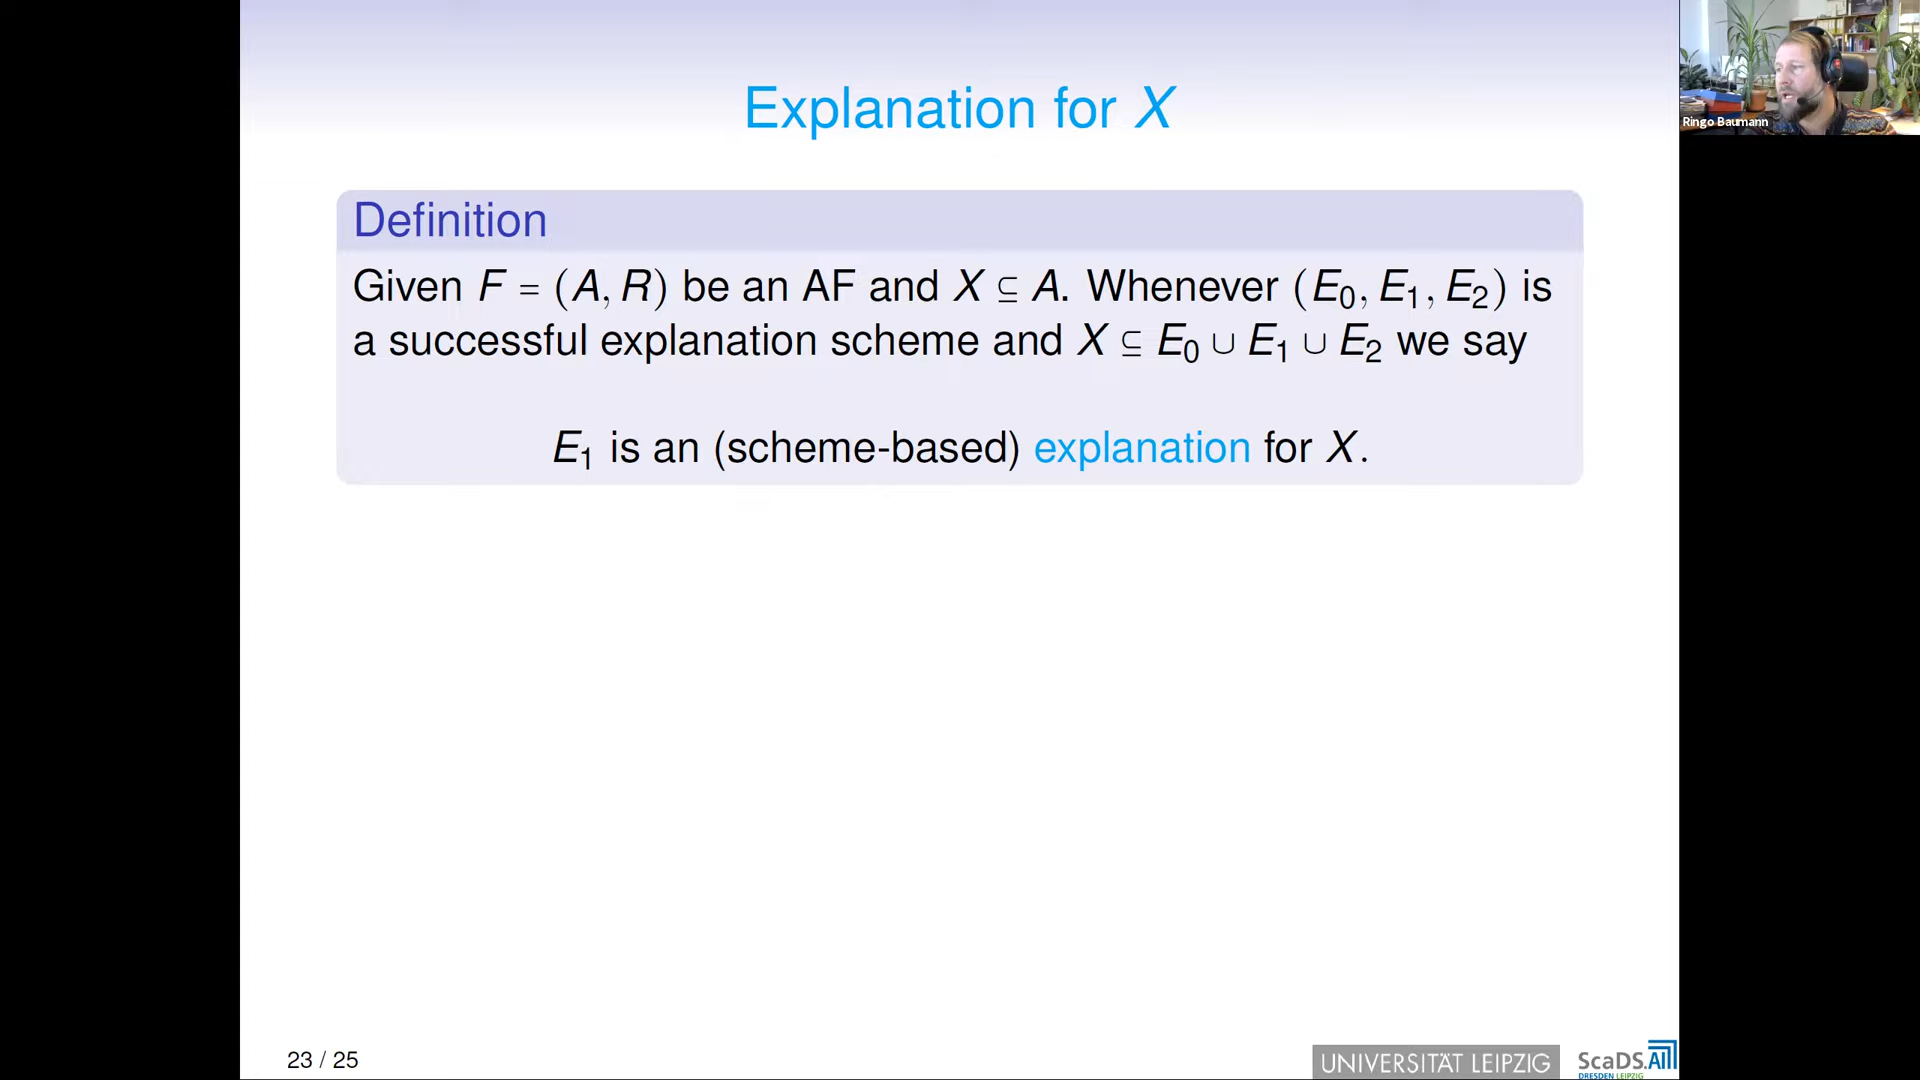 Explanation for X
Ringo Baumann
Definition
Given F = (A, R) be an AF and X ⊆ A. Whenever (E₀, E₁, E₂) is
a successful explanation scheme and X ⊆ E₀ ∪ E₁ ∪ E₂ we say
E₁ is an (scheme-based) explanation for X.
23 / 25
UNIVERSITÄT LEIPZIG
ScaDS.AI
DRESDEN LEIPZIG